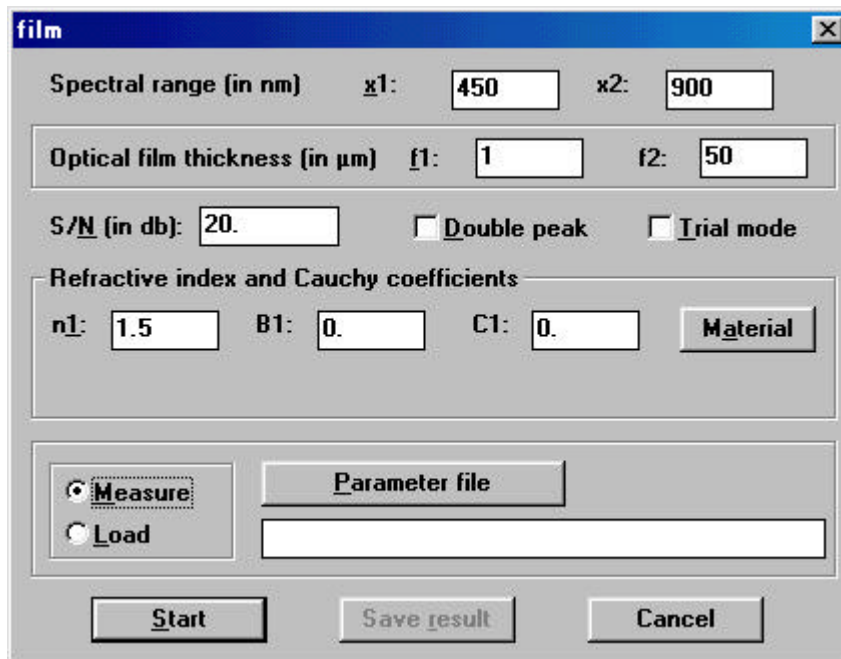 film
Spectral range (in nm) x1: 450 x2: 900
Optical film thickness (in µm) f1: 1 f2: 50
S/N (in db): 20. Double peak Trial mode
Refractive index and Cauchy coefficients
n1: 1.5 B1: 0. C1: 0. Material
Measure Parameter file
Load
Start Save result Cancel